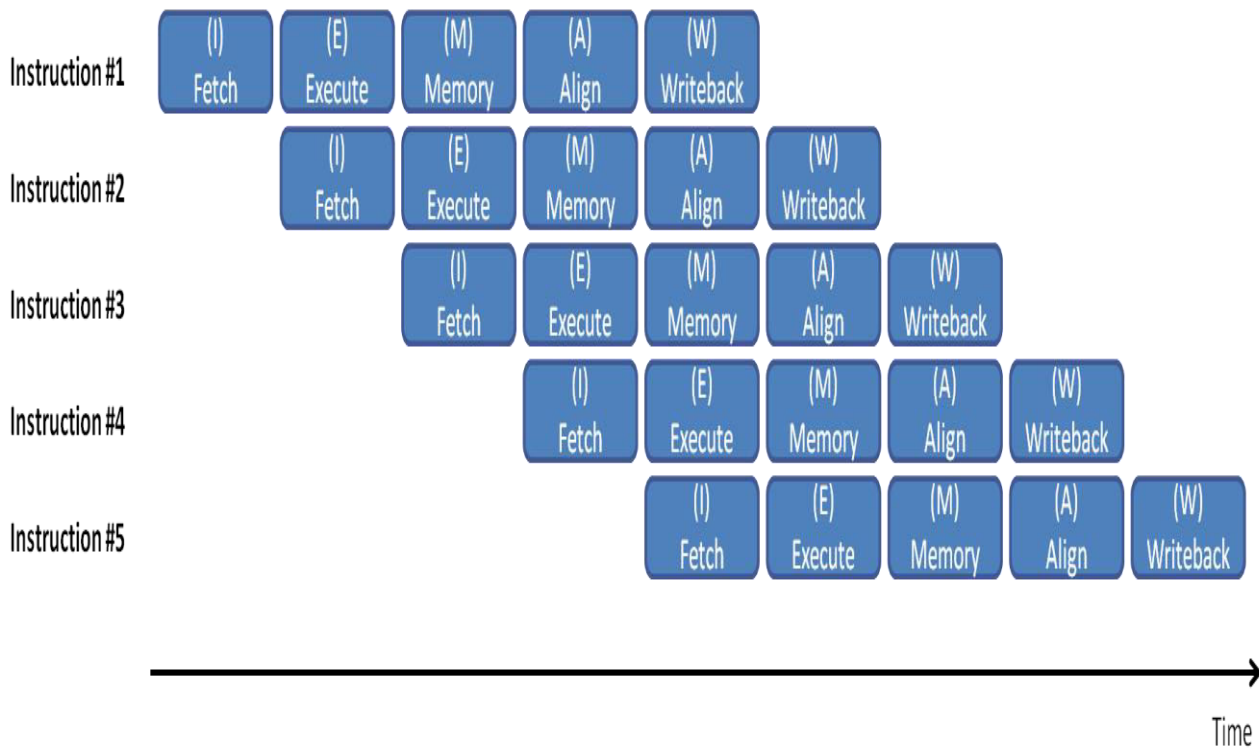 Instruction #1
(I)
Fetch
(E)
Execute
(M)
Memory
(A)
Align
(W)
Writeback
Instruction #2
(I)
Fetch
(E)
Execute
(M)
Memory
(A)
Align
(W)
Writeback
Instruction #3
(I)
Fetch
(E)
Execute
(M)
Memory
(A)
Align
(W)
Writeback
Instruction #4
(I)
Fetch
(E)
Execute
(M)
Memory
(A)
Align
(W)
Writeback
Instruction #5
(I)
Fetch
(E)
Execute
(M)
Memory
(A)
Align
(W)
Writeback
Time